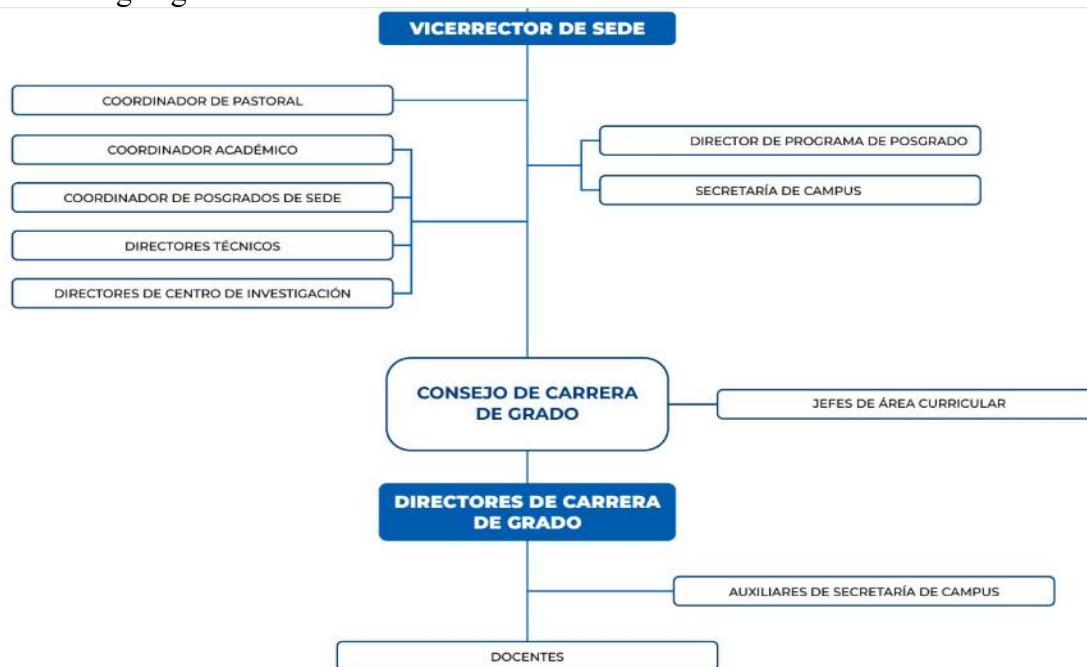 VICERRECTOR DE SEDE
COORDINADOR DE PASTORAL
COORDINADOR ACADÉMICO
COORDINADOR DE POSGRADOS DE SEDE
DIRECTORES TÉCNICOS
DIRECTORES DE CENTRO DE INVESTIGACIÓN
DIRECTOR DE PROGRAMA DE POSGRADO
SECRETARÍA DE CAMPUS
CONSEJO DE CARRERA
DE GRADO
JEFES DE ÁREA CURRICULAR
DIRECTORES DE CARRERA
DE GRADO
AUXILIARES DE SECRETARÍA DE CAMPUS
DOCENTES